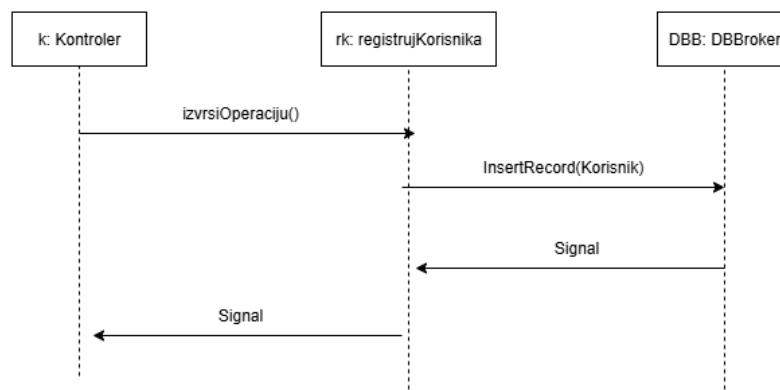 k: Kontroler
rk: registrujKorisnika
DBB: DBBroker
izvrsiOperaciju()
InsertRecord(Korisnik)
Signal
Signal